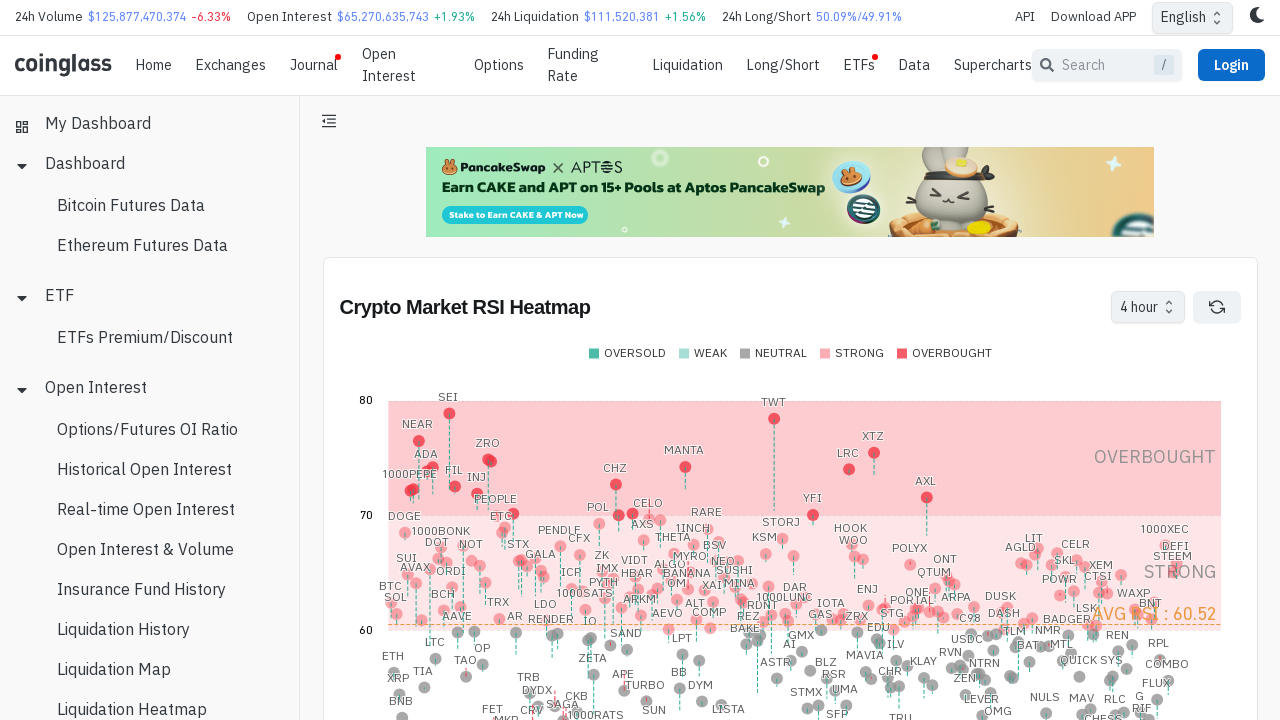 24h Volume $125,877,470,374 -6.33% Open Interest $65,270,635,743 +1.93% 24h Liquidation $111,520,381 +1.56% 24h Long/Short 50.09%/49.91% API Download APP English
coinglass Home Exchanges Journal Open Interest Options Funding Rate Liquidation Long/Short ETFs Data Supercharts Search / Login
My Dashboard
Dashboard
Bitcoin Futures Data
Ethereum Futures Data
ETF
ETFs Premium/Discount
Open Interest
Options/Futures OI Ratio
Historical Open Interest
Real-time Open Interest
Open Interest & Volume
Insurance Fund History
Liquidation History
Liquidation Map
Liquidation Heatmap
PancakeSwap × APTOS
Earn CAKE and APT on 15+ Pools at Aptos PancakeSwap
Stake to Earn CAKE & APT Now
Crypto Market RSI Heatmap
4 hour
OVERSOLD WEAK NEUTRAL STRONG OVERBOUGHT
80
SEI
TWT
NEAR
XTZ
ZRO
MANTA
LRC
ADA
OVERBOUGHT
1000PEPE
FIL
CHZ
INJ
AXL
PEOPLE
YFI
CELO
POL
RARE
70
DOGE
ETC
AXS
STORJ
1000BONK
PENDLE
1INCH
HOOK
1000XEC
CFX
THETA
KSM
WOO
LIT
DOT
NOT
STX
BSV
POLYX
AGLD
CELR
DEFI
SUI
GALA
ZK
VIDT
MYRO
NEO
ONT
SKL
STEEM
AVAX
ORDI
ICP
IMX
HBAR
ALGO
BANANA
SUSHI
QTUM
POWR
XEM
CTSI
STRONG
BTC
SOL
BCH
PYTH
1000SATS
XAI
MINA
DAR
ENJ
ONE
WAXP
TRX
LDO
ARKM
ALT
RDNT
1000LUNC
IOTA
PORTAL
ARPA
DUSK
LSK
BNT
AAVE
AR
RENDER
IO
AEVO
COMP
REZ
GAS
ZRX
STG
C98
DASH
BADGER
AVG RSI : 60.52
60
LTC
OP
SAND
LPT
BAKE
GMX
EDU
USDC
TLM
NMR
REN
ETH
TAO
ZETA
ASTR
AI
MAVIA
ILV
RVN
NTRN
BAT
MTL
RPL
XRP
TIA
TRB
APE
BB
BLZ
RSR
CHR
KLAY
ZEN
QUICK
SYS
COMBO
BNB
DYDX
CKB
TURBO
DYM
STMX
UMA
LEVER
NULS
MAV
RLC
G
FLUX
FET
CRV
SAGA
1000RATS
SUN
LISTA
SFP
TRU
OMG
CHESS
RIF